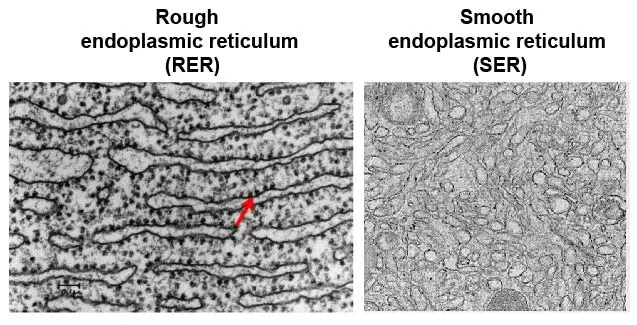 Rough
endoplasmic reticulum
(RER)
Smooth
endoplasmic reticulum
(SER)